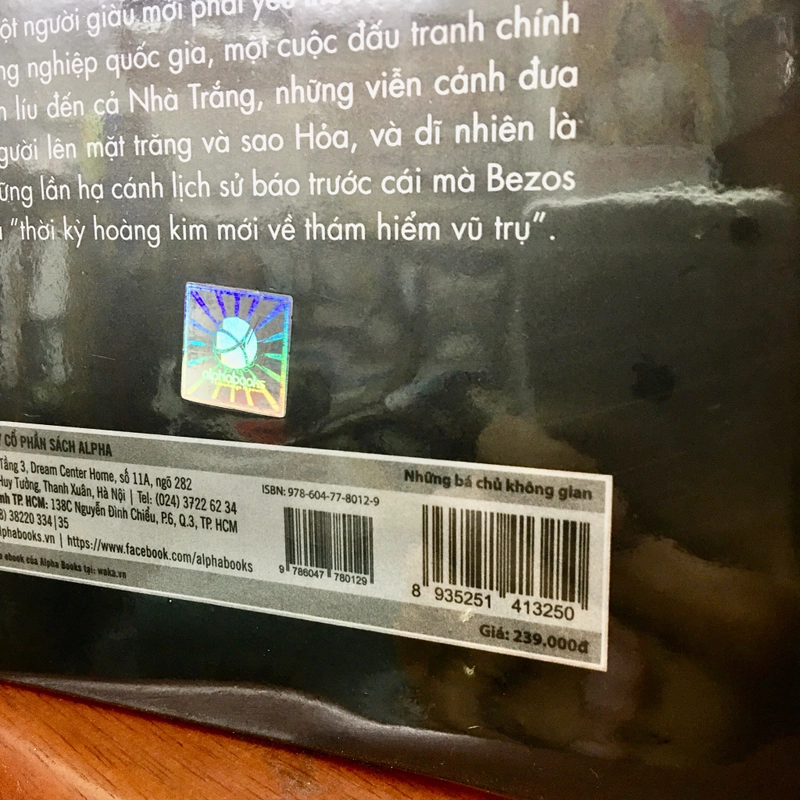 ột người giàu mới phải yêu
ng nghiệp quốc gia, một cuộc đấu tranh chính
n líu đến cả Nhà Trắng, những viễn cảnh đưa
gười lên mặt trăng và sao Hỏa, và dĩ nhiên là
ững lần hạ cánh lịch sử báo trước cái mà Bezos
"thời kỳ hoàng kim mới về thám hiểm vũ trụ".
alphabooks
CỔ PHẦN SÁCH ALPHA
Tầng 3, Dream Center Home, số 11A, ngõ 282
Huy Tưởng, Thanh Xuân, Hà Nội | Tel: (024) 3722 62 34
nh TP. HCM: 138C Nguyễn Đình Chiểu, P.6, Q.3, TP. HCM
8) 38220 334|35
lphabooks.vn | https://www.facebook.com/alphabooks
ebook của Alpha Books tại: waka.vn
ISBN: 978-604-77-8012-9
9 786047 780129
Những bá chủ không gian
8 935251 413250
Giá: 239.000đ